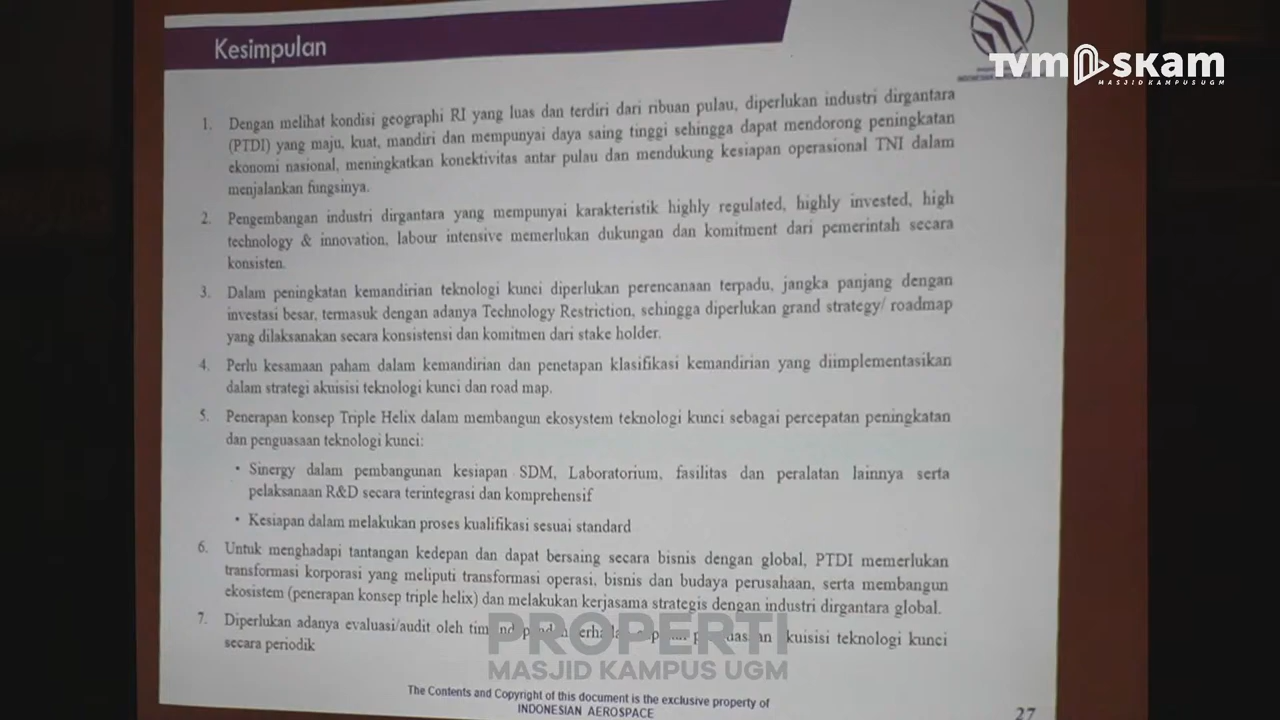 Kesimpulan
TVM SKAM
MASJID KAMPUS UGM
1. Dengan melihat kondisi geographi RI yang luas dan terdiri dari ribuan pulau, diperlukan industri dirgantara
(PTDI) yang maju, kuat, mandiri dan mempunyai daya saing tinggi sehingga dapat mendorong peningkatan
ekonomi nasional, meningkatkan konektivitas antar pulau dan mendukung kesiapan operasional TNI dalam
menjalankan fungsinya.
2. Pengembangan industri dirgantara yang mempunyai karakteristik highly regulated, highly invested, high
technology & innovation, labour intensive memerlukan dukungan dan komitment dari pemerintah secara
konsisten.
3. Dalam peningkatan kemandirian teknologi kunci diperlukan perencanaan terpadu, jangka panjang dengan
investasi besar, termasuk dengan adanya Technology Restriction, sehingga diperlukan grand strategy/ roadmap
yang dilaksanakan secara konsistensi dan komitmen dari stake holder.
4. Perlu kesamaan paham dalam kemandirian dan penetapan klasifikasi kemandirian yang diimplementasikan
dalam strategi akuisisi teknologi kunci dan road map.
5. Penerapan konsep Triple Helix dalam membangun ekosystem teknologi kunci sebagai percepatan peningkatan
dan penguasaan teknologi kunci:
• Sinergy dalam pembangunan kesiapan SDM, Laboratorium, fasilitas dan peralatan lainnya serta
pelaksanaan R&D secara terintegrasi dan komprehensif
• Kesiapan dalam melakukan proses kualifikasi sesuai standard
6. Untuk menghadapi tantangan kedepan dan dapat bersaing secara bisnis dengan global, PTDI memerlukan
transformasi korporasi yang meliputi transformasi operasi, bisnis dan budaya perusahaan, serta membangun
ekosistem (penerapan konsep triple helix) dan melakukan kerjasama strategis dengan industri dirgantara global.
7. Diperlukan adanya evaluasi/audit oleh tim akuisisi teknologi kunci
secara periodik
PROPERTI
MASJID KAMPUS UGM
The Contents and Copyright of this document is the exclusive property of
INDONESIAN AEROSPACE
27